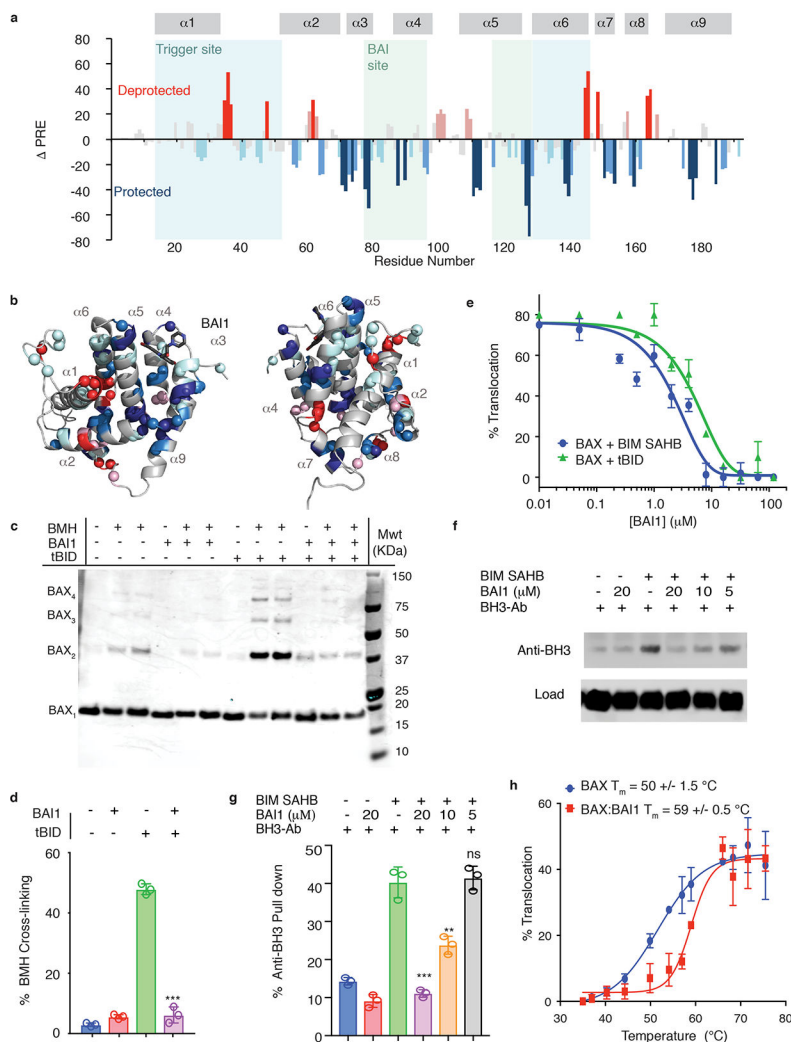 a
α1 α2 α3 α4 α5 α6 α7 α8 α9
80
60
40
20
0
-20
-40
-60
-80
Δ PRE
Trigger site
BAI
site
Deprotected
Protected
20 40 60 80 100 120 140 160 180
Residue Number
b
α6 α5 α4 BAI1
α3
α1
α2
α9
α6 α5
α1
α4 α2
α7 α8
c
BMH - + + - + + - + + - + +
BAI1 - - - + + + - - - + + +
tBID - - - - - - + + + + + +
Mwt
(KDa)
BAX4
BAX3
BAX2
BAX1
150
75
50
37
25
20
15
10
d
BAI1 - + - +
tBID - - + +
% BMH Cross-linking
60
40
20
0
***
e
% Translocation
80
60
40
20
0
BAX + BIM SAHB
BAX + tBID
0.01 0.1 1.0 10 100
[BAI1] (μM)
f
BIM SAHB - - + + + +
BAI1 (μM) - 20 - 20 10 5
BH3-Ab + + + + + +
Anti-BH3
Load
g
BIM SAHB - - + + + +
BAI1 (μM) - 20 - 20 10 5
BH3-Ab + + + + + +
% Anti-BH3 Pull down
40
30
20
10
0
***
**
ns
h
BAX Tm = 50 +/- 1.5 °C
BAX:BAI1 Tm = 59 +/- 0.5 °C
% Translocation
60
40
20
0
30 40 50 60 70 80
Temperature (°C)